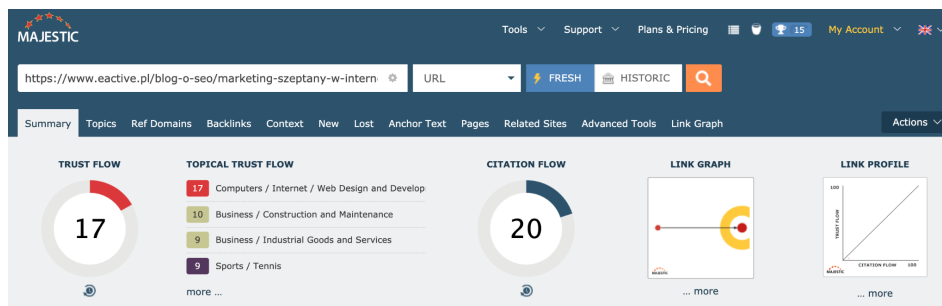 MAJESTIC
Tools Support Plans & Pricing 15 My Account
https://www.eactive.pl/blog-o-seo/marketing-szeptany-w-intern URL FRESH HISTORIC
Summary Topics Ref Domains Backlinks Context New Lost Anchor Text Pages Related Sites Advanced Tools Link Graph Actions
TRUST FLOW
17
TOPICAL TRUST FLOW
17 Computers / Internet / Web Design and Develop
10 Business / Construction and Maintenance
9 Business / Industrial Goods and Services
9 Sports / Tennis
more ...
CITATION FLOW
20
LINK GRAPH
MAJESTIC
... more
LINK PROFILE
100
TRUST FLOW
CITATION FLOW 100
MAJESTIC
... more